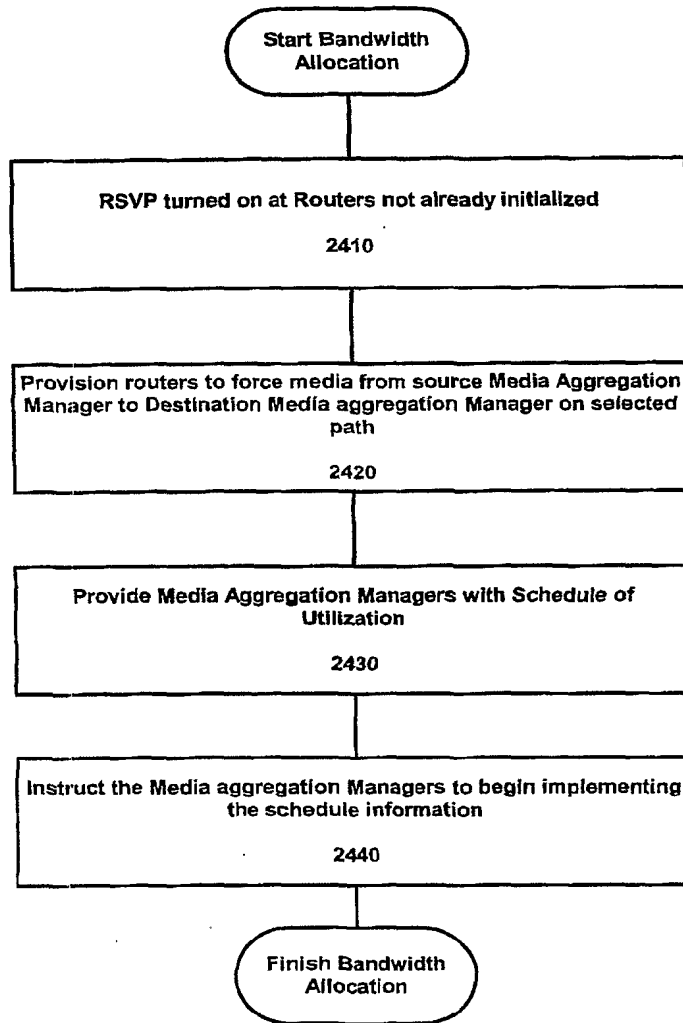 Start Bandwidth
Allocation
RSVP turned on at Routers not already initialized
2410
Provision routers to force media from source Media Aggregation
Manager to Destination Media aggregation Manager on selected
path
2420
Provide Media Aggregation Managers with Schedule of
Utilization
2430
Instruct the Media aggregation Managers to begin implementing
the schedule information
2440
Finish Bandwidth
Allocation